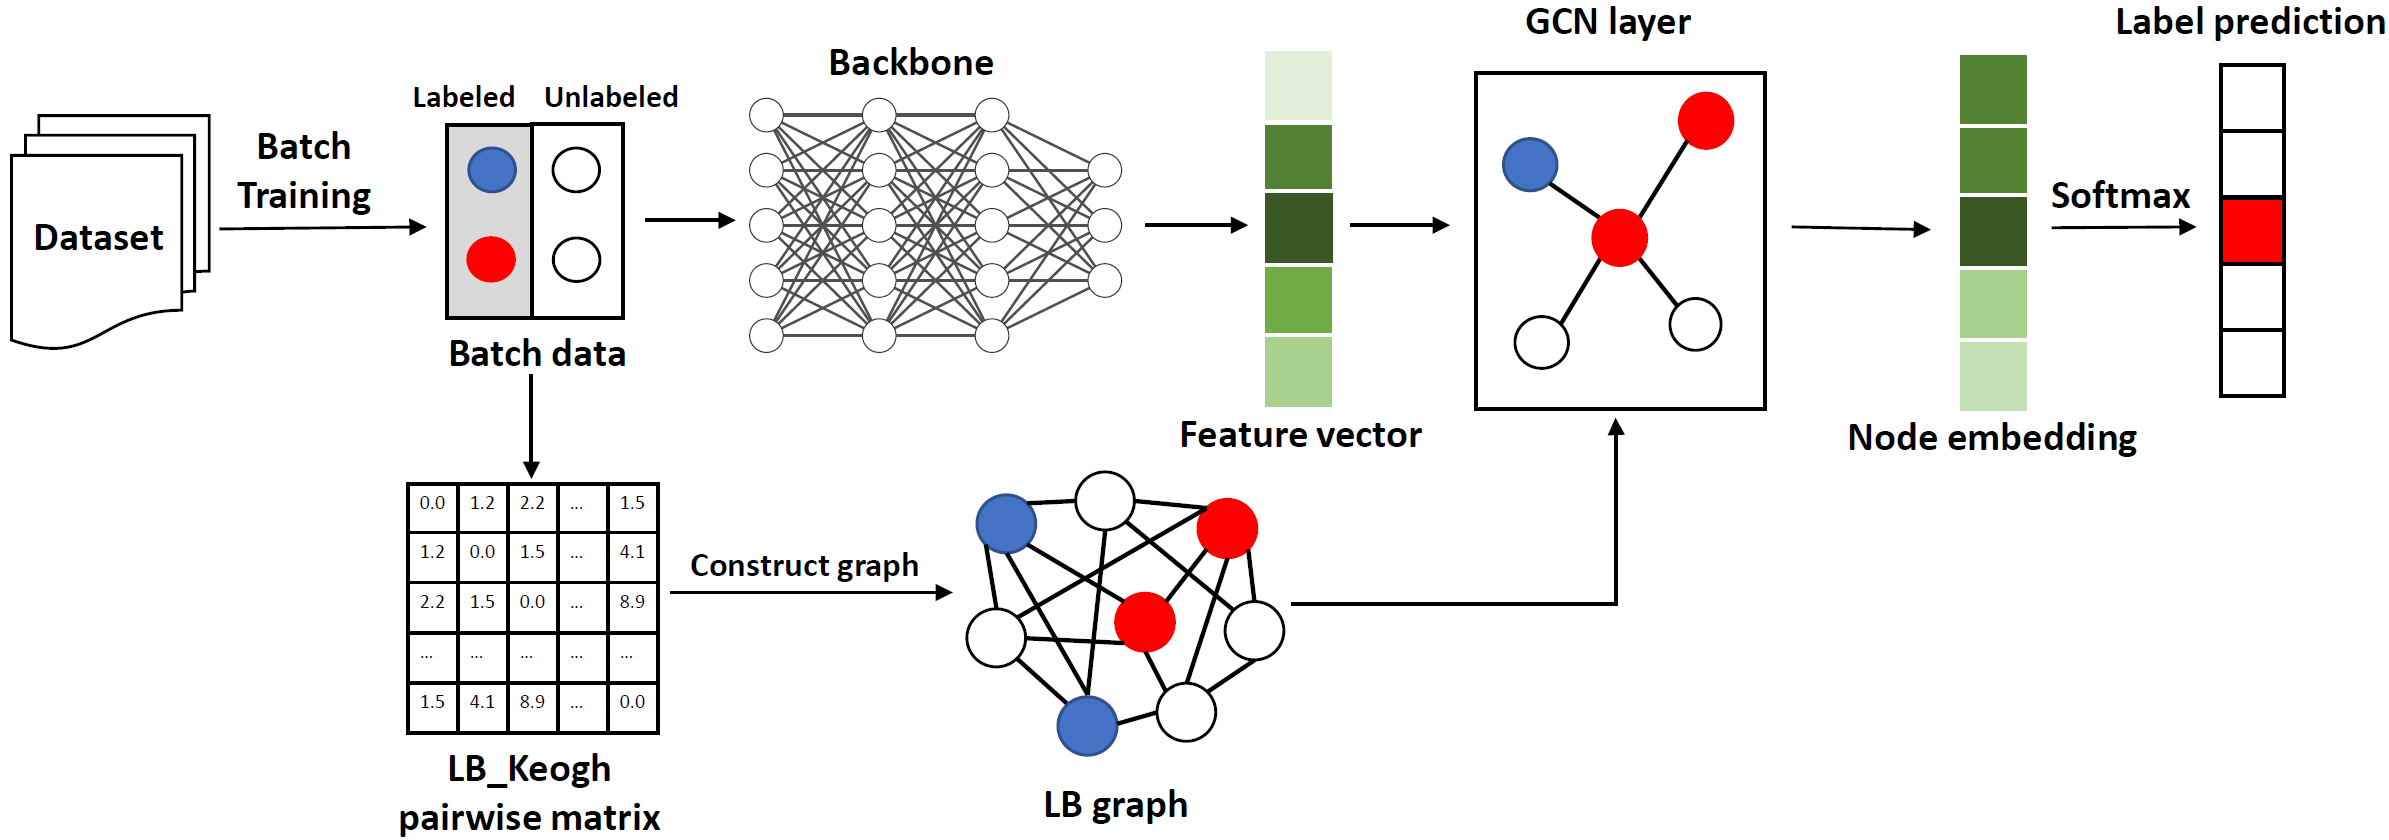 GCN layer
Label prediction
Backbone
Labeled Unlabeled
Batch
Training
Softmax
Dataset
Batch data
Feature vector
Node embedding
0.0 1.2 2.2 ... 1.5
1.2 0.0 1.5 ... 4.1
2.2 1.5 0.0 ... 8.9
... ... ... ... ...
1.5 4.1 8.9 ... 0.0
Construct graph
LB_Keogh
pairwise matrix
LB graph